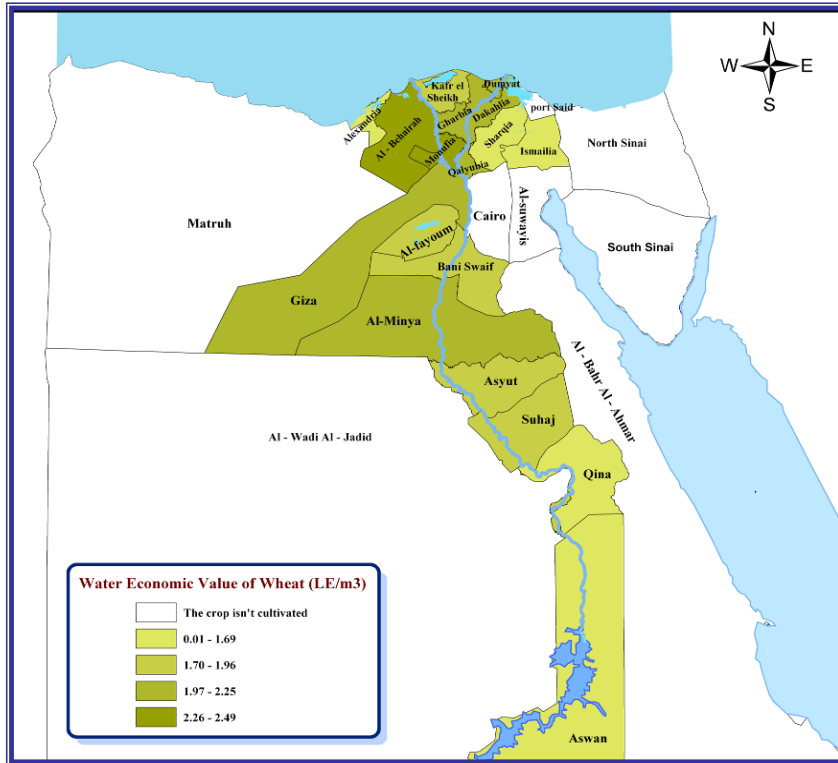 N
W E
S
Kafr el
Sheikh
Dumyat
port Said
Alexandria
Al - Behairah
Gharbia
Dakahlia
Sharqia
Ismailia
North Sinai
Monufia
Qalyubia
Matruh
Cairo
Al-suwayis
South Sinai
Al-fayoum
Bani Swaif
Giza
Al-Minya
Al - Bahr Al - Ahmar
Asyut
Suhaj
Al - Wadi Al - Jadid
Qina
Water Economic Value of Wheat (LE/m3)
The crop isn't cultivated
0.01 - 1.69
1.70 - 1.96
1.97 - 2.25
2.26 - 2.49
Aswan